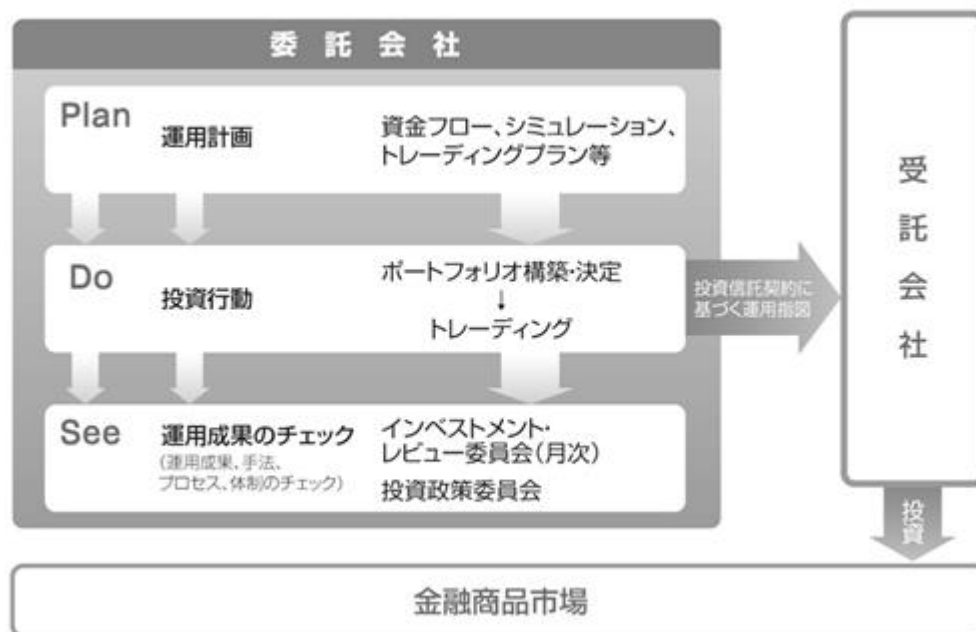 委託会社
Plan
運用計画
資金フロー、シミュレーション、
トレーディングプラン等
Do
投資行動
ポートフォリオ構築・決定
↓
トレーディング
投資信託契約に
基づく運用指図
See
運用成果のチェック
(運用成果、手法、
プロセス、体制のチェック)
インベストメント・
レビュー委員会(月次)
投資政策委員会
受託会社
投資
金融商品市場